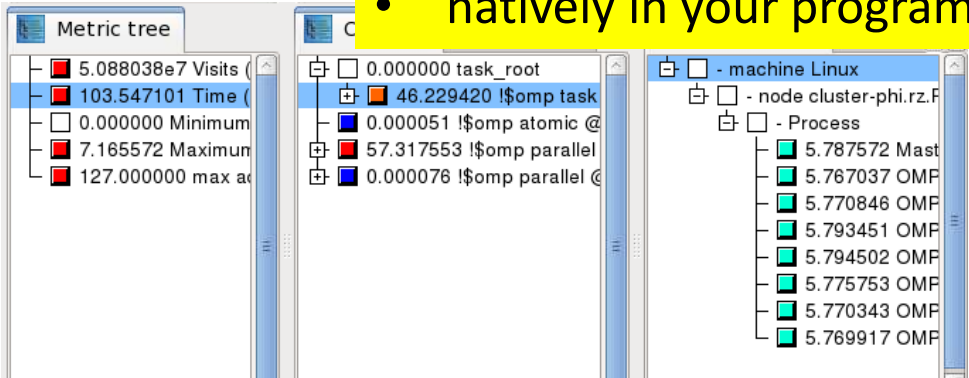 • natively in your program
Metric tree
5.088038e7 Visits (
103.547101 Time (
0.000000 Minimum
7.165572 Maximum
127.000000 max
0.000000 task_root
46.229420 !$omp task
0.000051 !$omp atomic @
57.317553 !$omp parallel
0.000076 !$omp parallel @
- machine Linux
- node cluster-phi.rz.
- Process
5.787572 Mast
5.767037 OMP
5.770846 OMP
5.793451 OMP
5.794502 OMP
5.775753 OMP
5.770343 OMP
5.769917 OMP